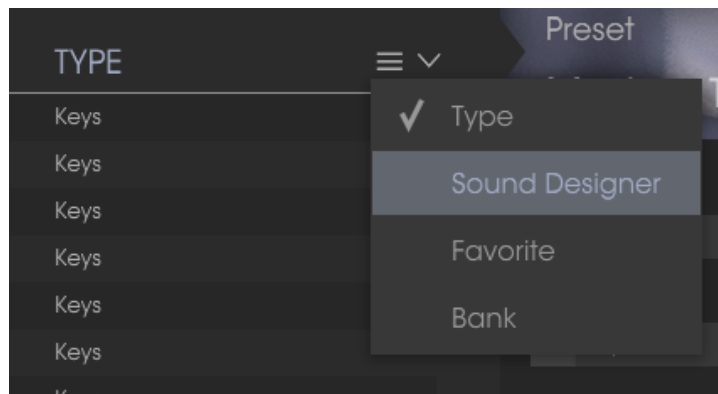 Preset
TYPE
Keys
Type
Keys
Sound Designer
Keys
Keys
Favorite
Keys
Bank
Keys